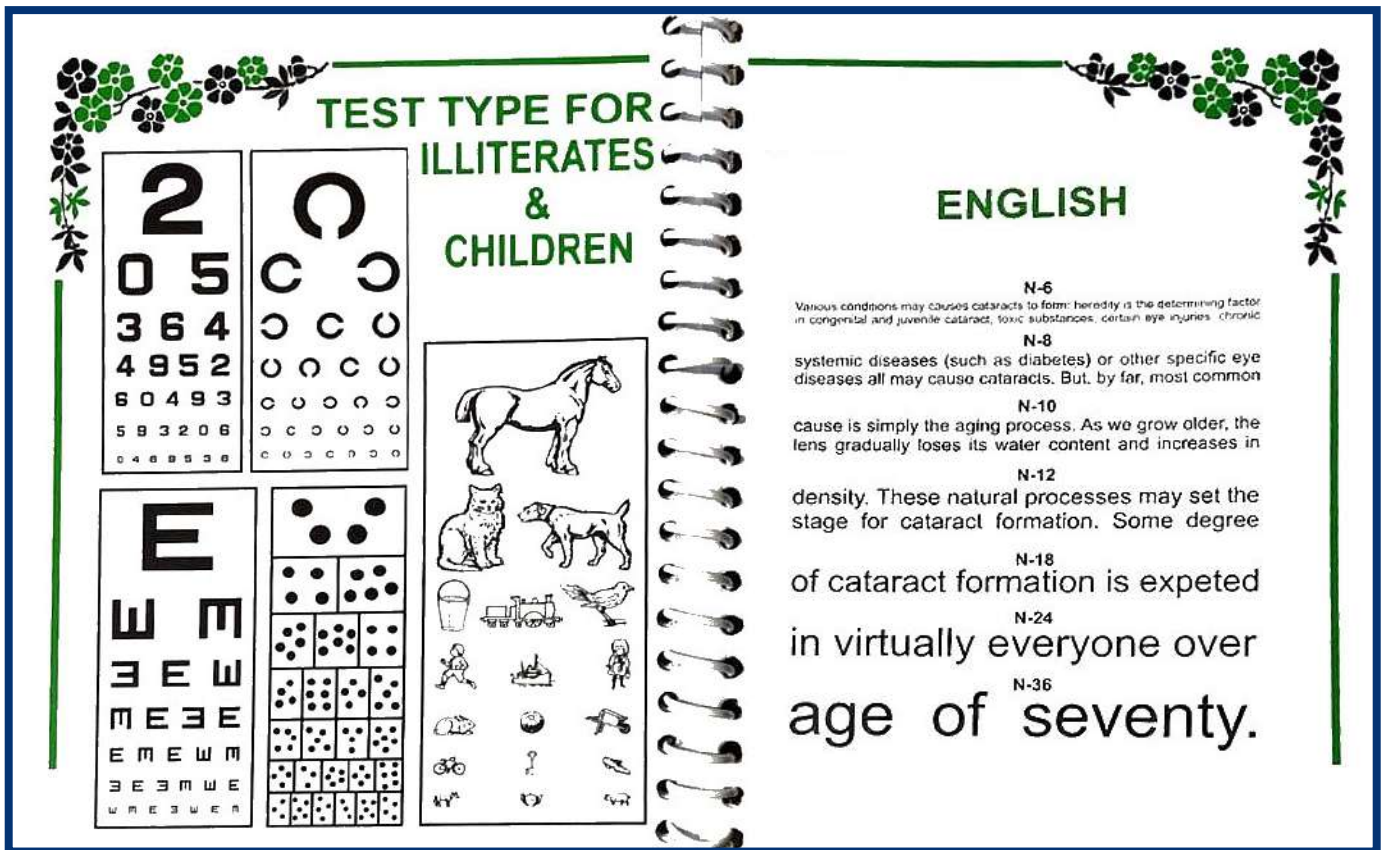 TEST TYPE FOR
ILLITERATES
&
CHILDREN
2
0 5
3 6 4
4 9 5 2
6 0 4 9 3
5 9 3 2 0 6
E
ENGLISH
N-6
Various conditions may causes cataracts to form: heredity is the determining factor
in congenital and juvenile cataract, toxic substances, certain eye injuries, chronic
N-8
systemic diseases (such as diabetes) or other specific eye
diseases all may cause cataracts. But, by far, most common
N-10
cause is simply the aging process. As we grow older, the
lens gradually loses its water content and increases in
N-12
density. These natural processes may set the
stage for cataract formation. Some degree
N-18
of cataract formation is expeted
N-24
in virtually everyone over
N-36
age of seventy.